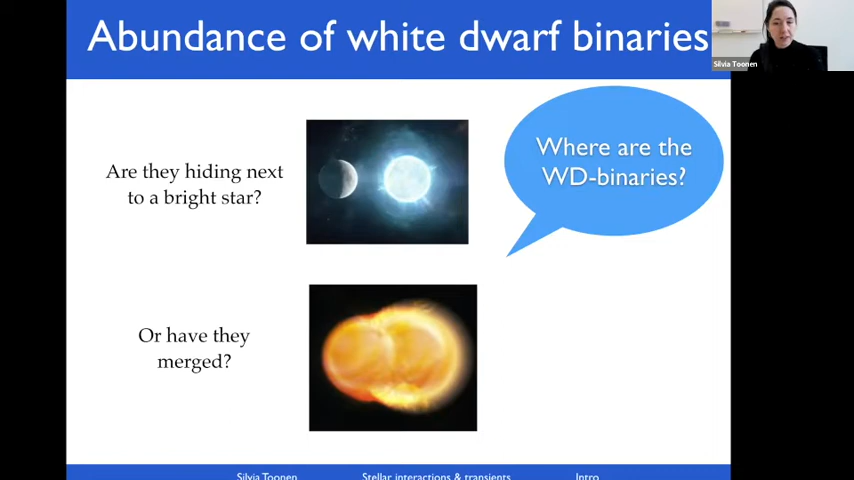 Abundance of white dwarf binaries
Silvia Toonen
Are they hiding next
to a bright star?
Where are the
WD-binaries?
Or have they
merged?
Silvia Toonen Stellar interactions & transients Intro